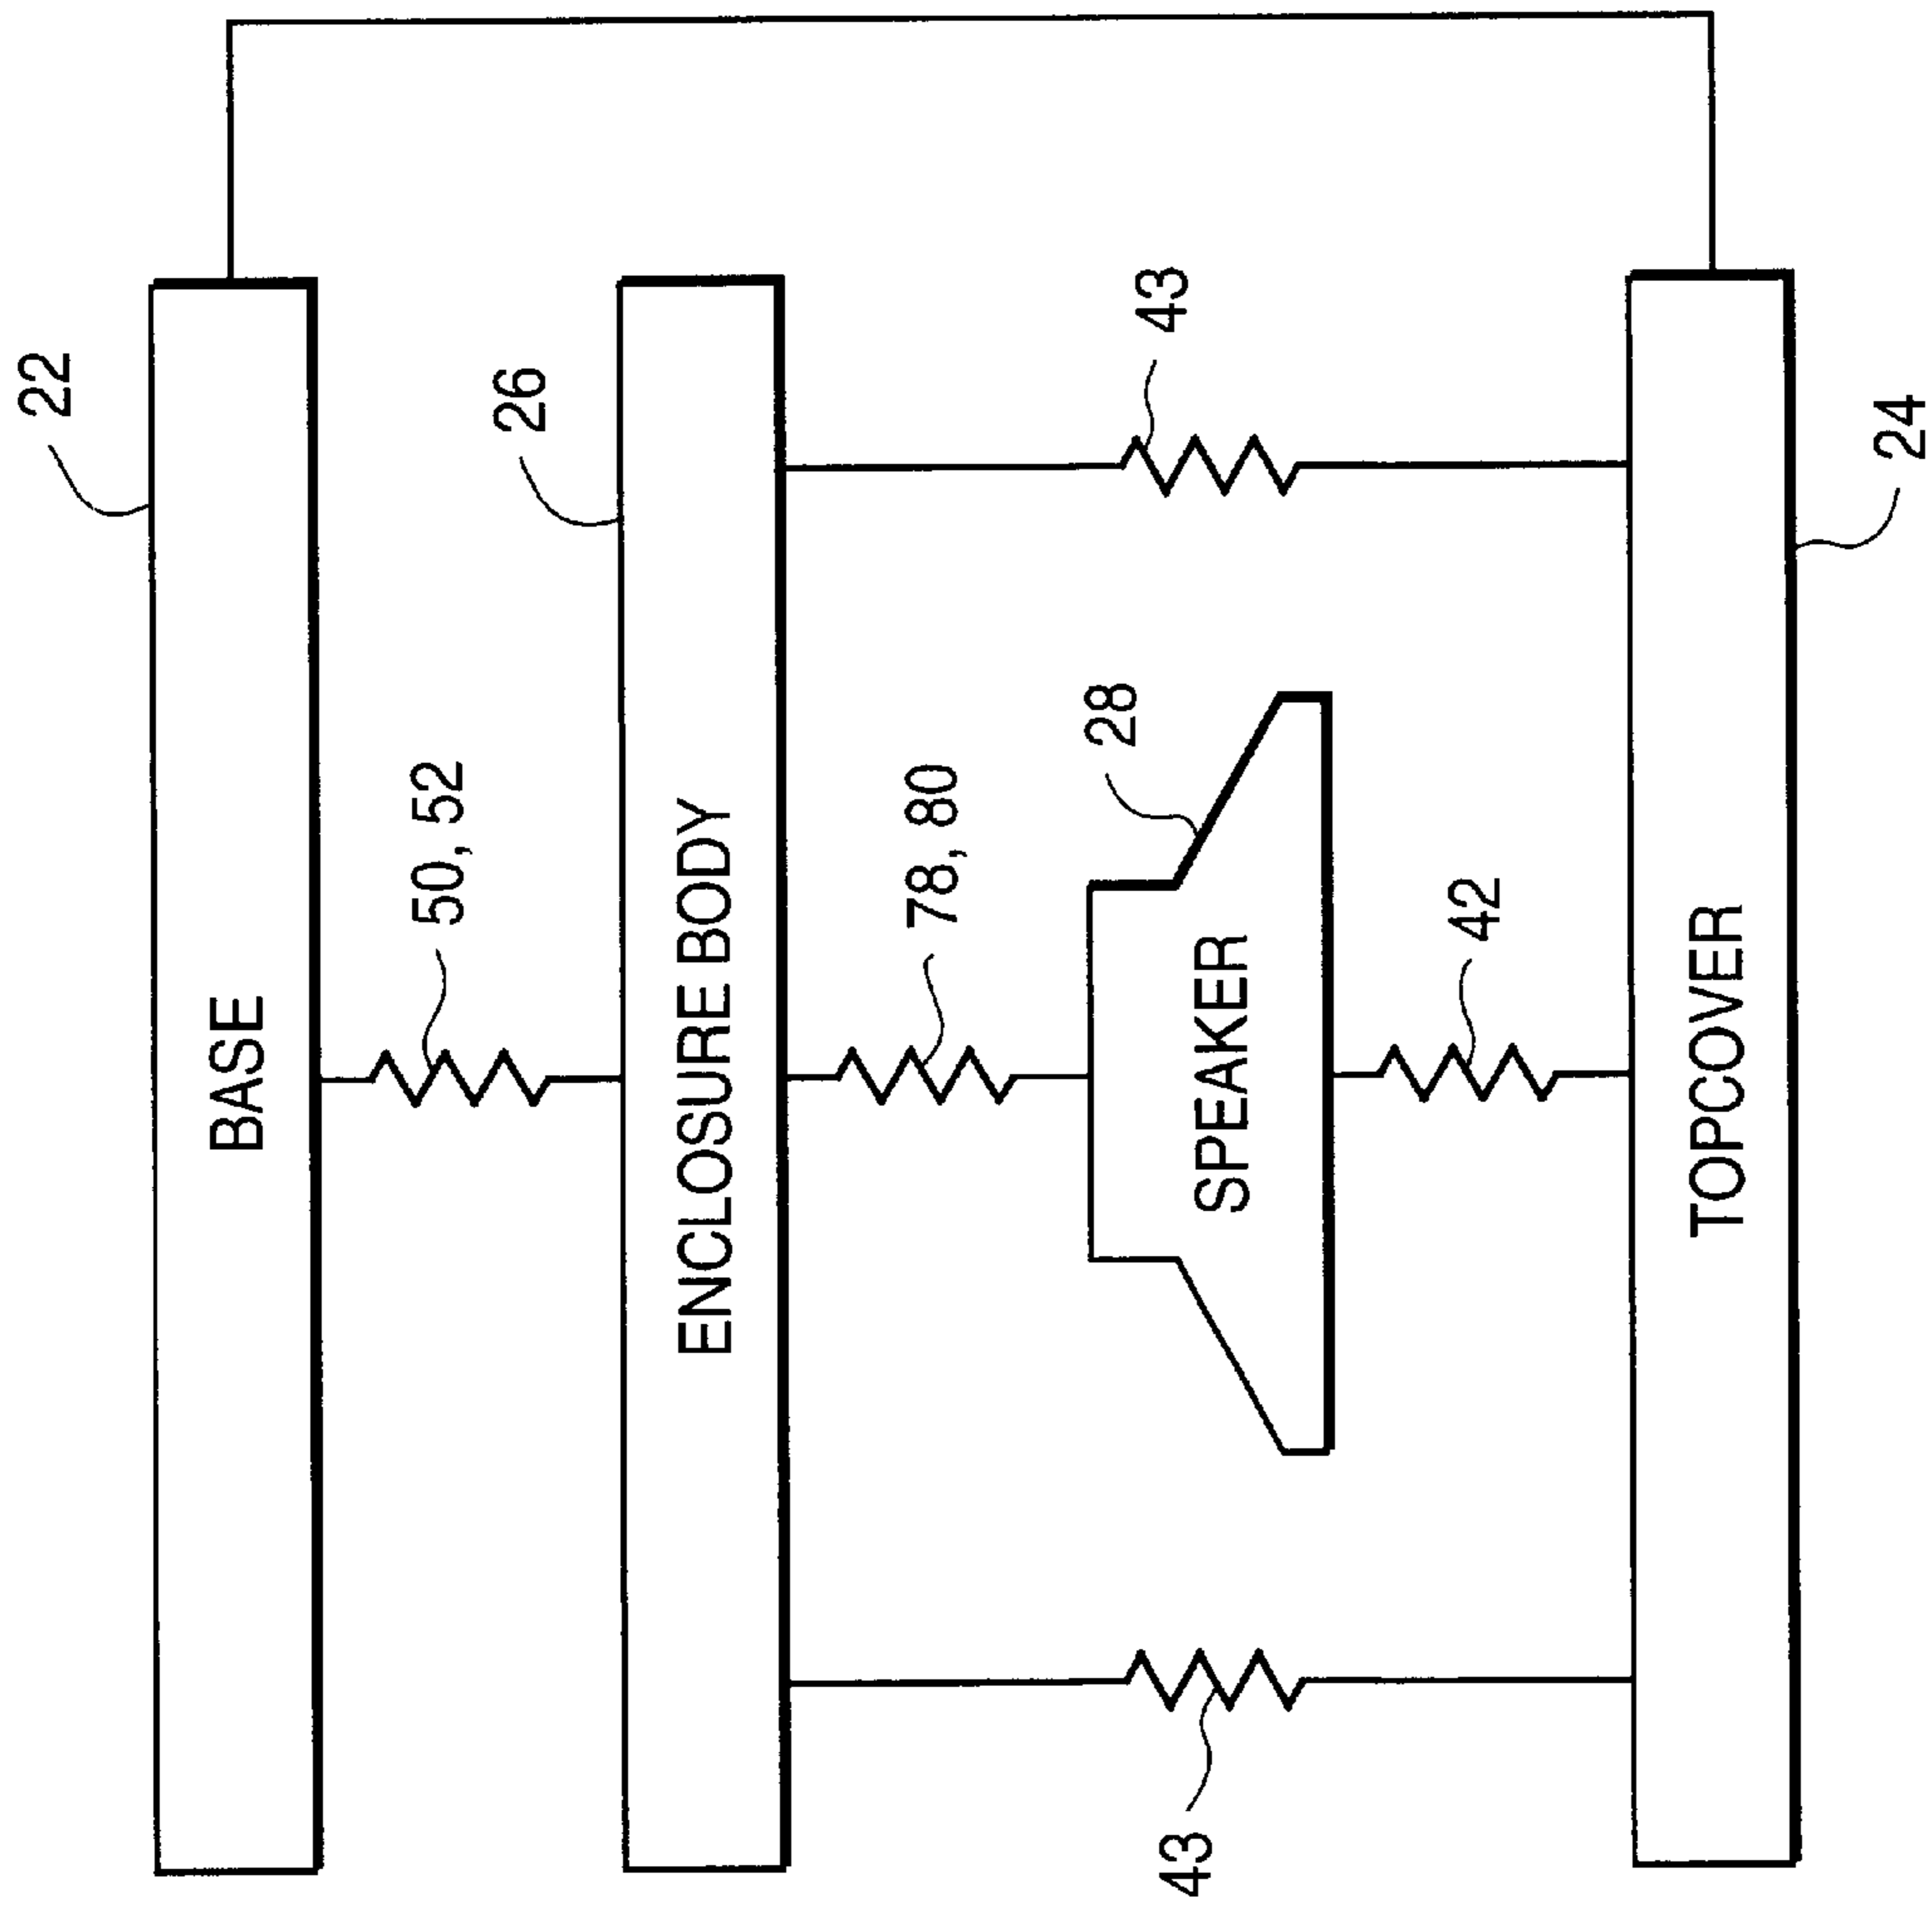 22
BASE
50, 52
26
ENCLOSURE BODY
78, 80
43
28
SPEAKER
42
43
TOPCOVER
24